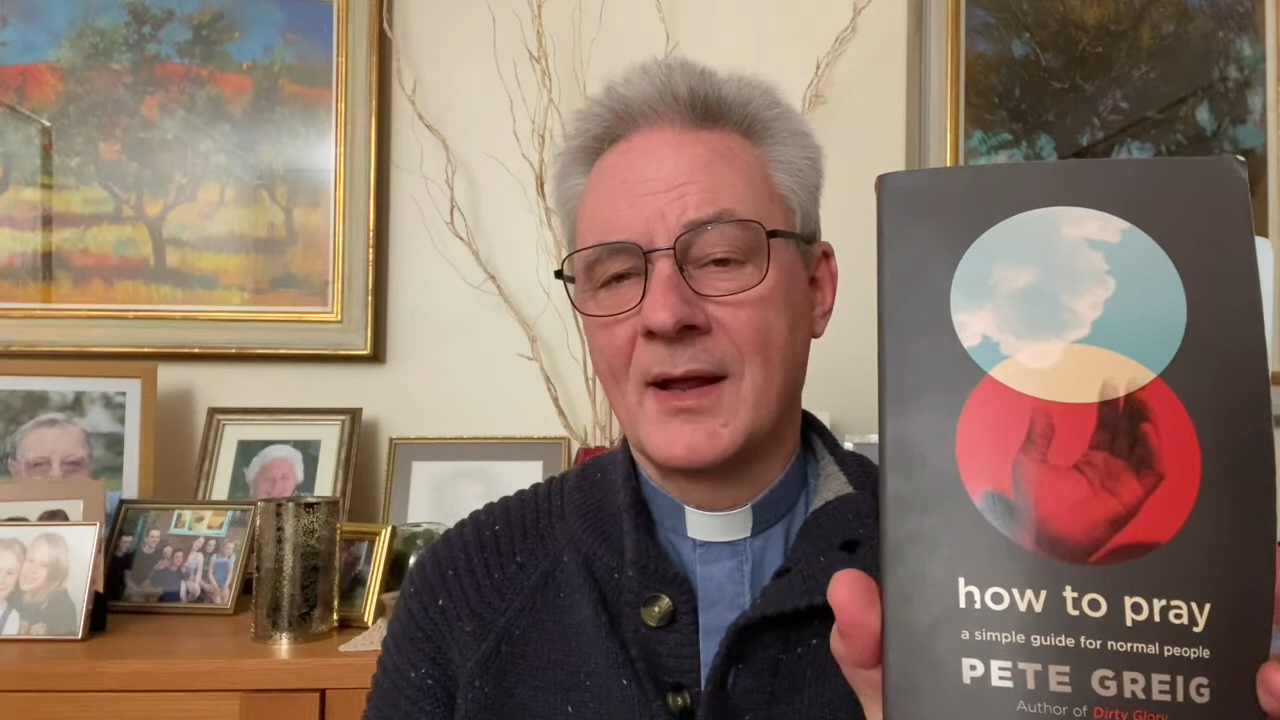 how to pray
a simple guide for normal people
PETE GREIG
Author of Dirty Glory